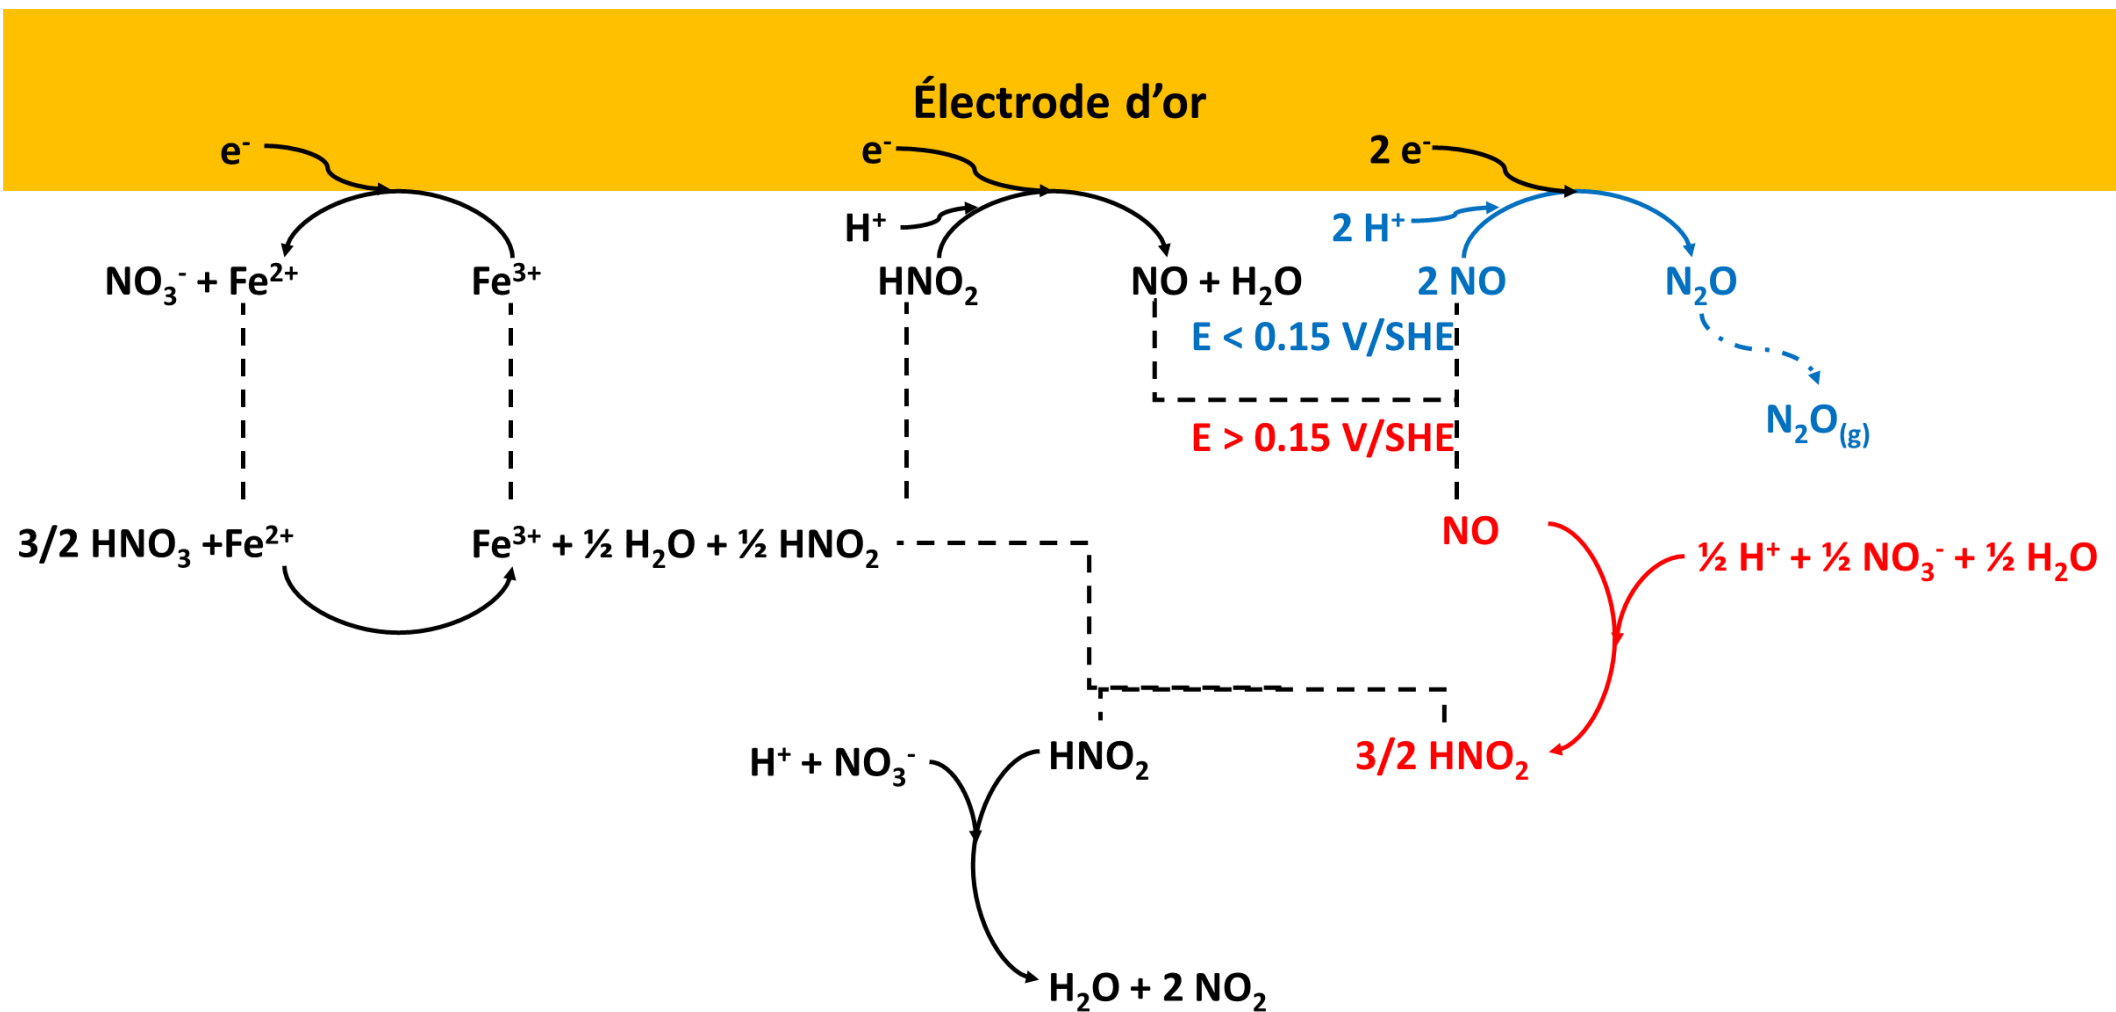 Électrode d'or
e⁻
e⁻
2 e⁻
H⁺
2 H⁺
NO₃⁻ + Fe²⁺
Fe³⁺
HNO₂
NO + H₂O
2 NO
N₂O
E < 0.15 V/SHE
N₂O₍g₎
E > 0.15 V/SHE
3/2 HNO₃ +Fe²⁺
Fe³⁺ + ½ H₂O + ½ HNO₂
NO
½ H⁺ + ½ NO₃⁻ + ½ H₂O
H⁺ + NO₃⁻
HNO₂
3/2 HNO₂
H₂O + 2 NO₂